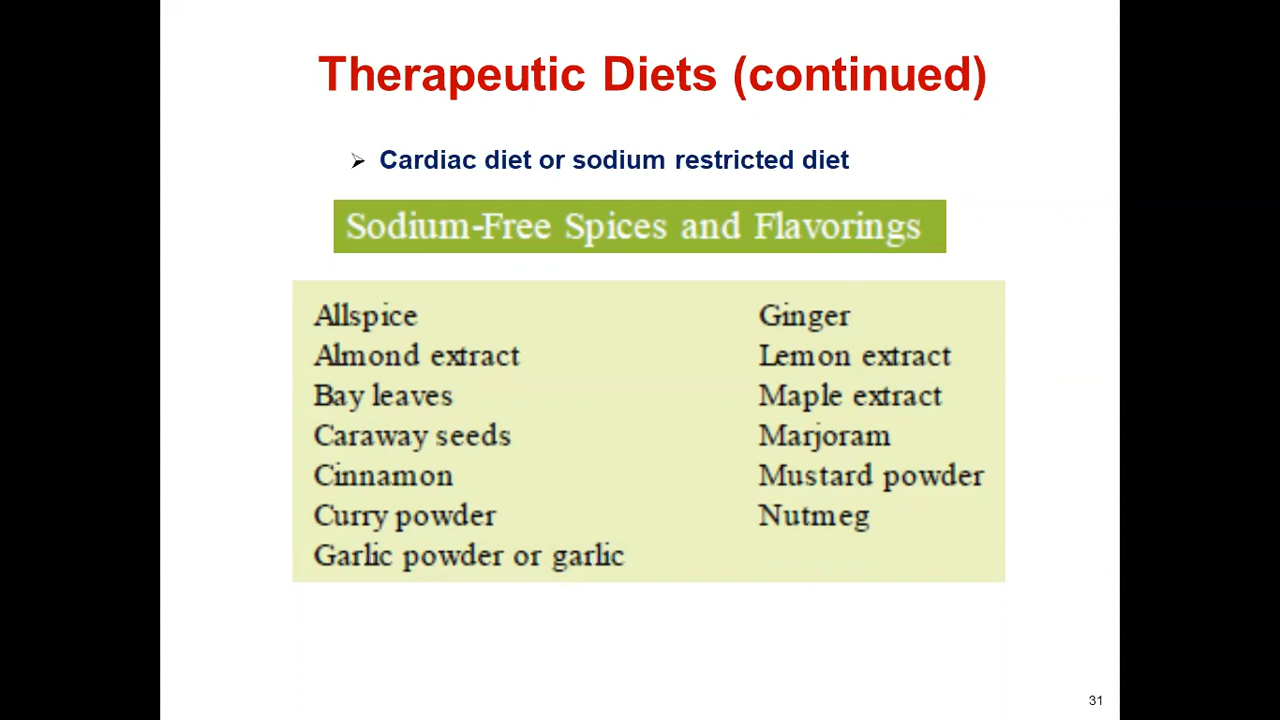 Therapeutic Diets (continued)
Cardiac diet or sodium restricted diet
Sodium-Free Spices and Flavorings
Allspice
Almond extract
Bay leaves
Caraway seeds
Cinnamon
Curry powder
Garlic powder or garlic
Ginger
Lemon extract
Maple extract
Marjoram
Mustard powder
Nutmeg
31